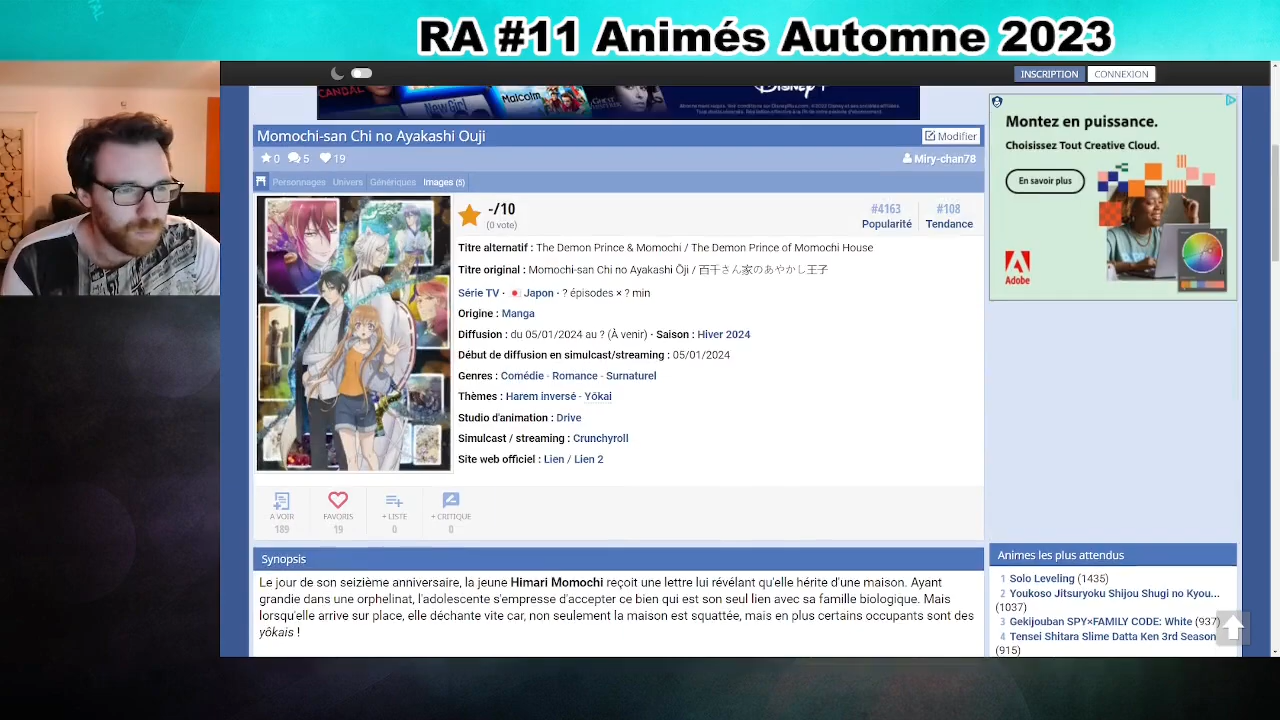 RA #11 Animés Automne 2023
INSCRIPTION
CONNEXION
SCANDAL
New Girl
Malcolm
DISNEY+
Momochi-san Chi no Ayakashi Ouji
Modifier
0 5 19
Miry-chan78
Personnages Univers Génériques Images (5)
-/10
(0 vote)
#4163
Popularité
#108
Tendance
Titre alternatif : The Demon Prince & Momochi / The Demon Prince of Momochi House
Titre original : Momochi-san Chi no Ayakashi Ōji / 百千さん家のあやかし王子
Série TV · Japon · ? épisodes × ? min
Origine : Manga
Diffusion : du 05/01/2024 au ? (À venir) - Saison : Hiver 2024
Début de diffusion en simulcast/streaming : 05/01/2024
Genres : Comédie · Romance · Surnaturel
Thèmes : Harem inversé · Yôkai
Studio d'animation : Drive
Simulcast / streaming : Crunchyroll
Site web officiel : Lien / Lien 2
A VOIR
189
FAVORIS
19
+ LISTE
0
+ CRITIQUE
0
Synopsis
Le jour de son seizième anniversaire, la jeune Himari Momochi reçoit une lettre lui révélant qu'elle hérite d'une maison. Ayant
grandie dans une orphelinat, l'adolescente s'empresse d'accepter ce bien qui est son seul lien avec sa famille biologique. Mais
lorsqu'elle arrive sur place, elle déchante vite car, non seulement la maison est squattée, mais en plus certains occupants sont des
yôkais !
Montez en puissance.
Choisissez Tout Creative Cloud.
En savoir plus
Adobe
Animes les plus attendus
1 Solo Leveling (1435)
2 Youkoso Jitsuryoku Shijou Shugi no Kyou...
(1037)
3 Gekijouban SPY×FAMILY CODE: White (937)
4 Tensei Shitara Slime Datta Ken 3rd Season
(915)